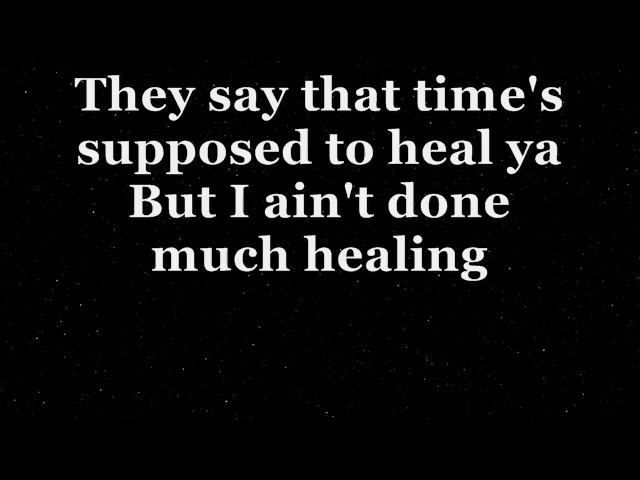 They say that time's
supposed to heal ya
But I ain't done
much healing